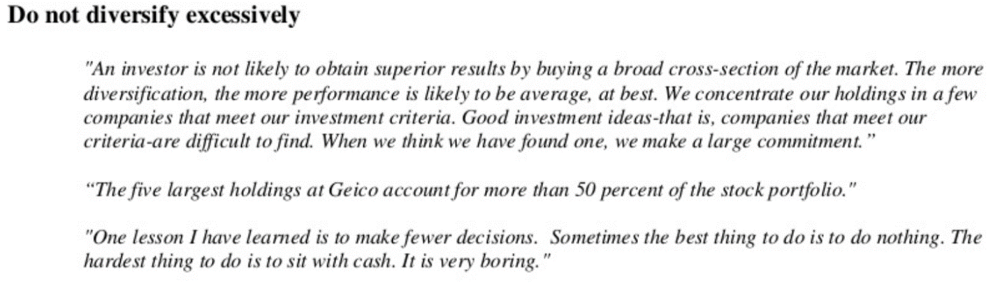 Do not diversify excessively
"An investor is not likely to obtain superior results by buying a broad cross-section of the market. The more
diversification, the more performance is likely to be average, at best. We concentrate our holdings in a few
companies that meet our investment criteria. Good investment ideas-that is, companies that meet our
criteria-are difficult to find. When we think we have found one, we make a large commitment.”
“The five largest holdings at Geico account for more than 50 percent of the stock portfolio."
"One lesson I have learned is to make fewer decisions.  Sometimes the best thing to do is to do nothing. The
hardest thing to do is to sit with cash. It is very boring."